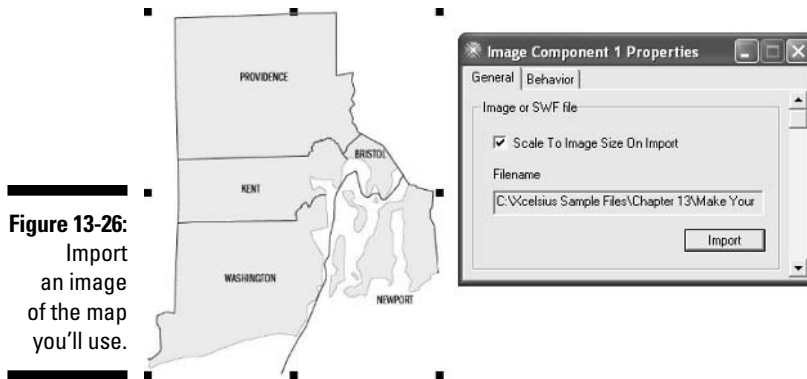 Figure 13-26:
Import
an image
of the map
you'll use.
PROVIDENCE
BRISTOL
KENT
WASHINGTON
NEWPORT
Image Component 1 Properties
General
Behavior
Image or SWF file
Scale To Image Size On Import
Filename
C:\Xcelsius Sample Files\Chapter 13\Make Your
Import